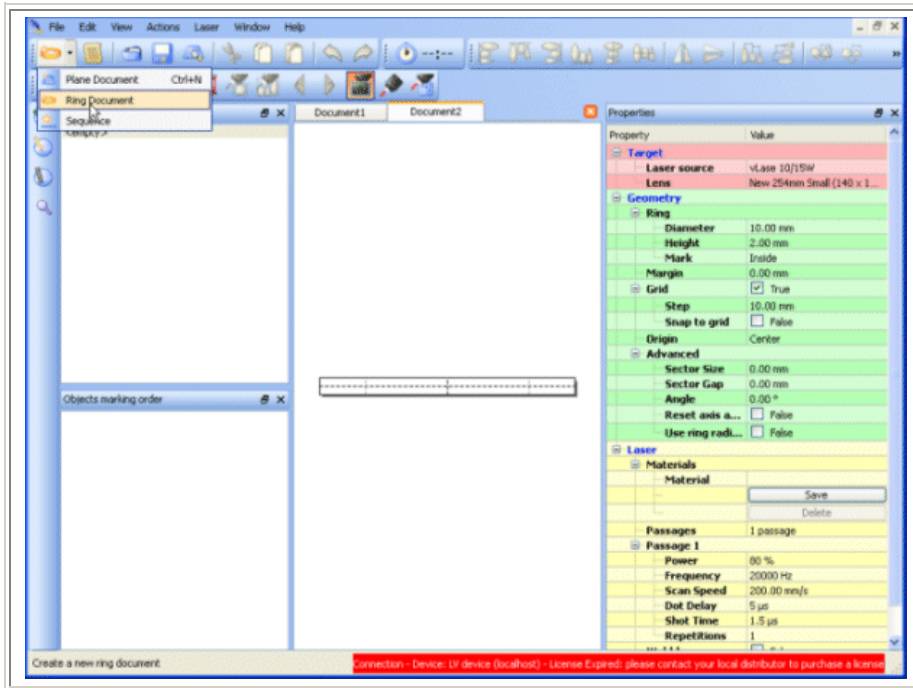 File Edit View Actions Laser Window Help
--:--
Plane Document Ctrl+N
Ring Document
Sequence
<empty>
Document1 Document2
Properties
Property Value
Target
Laser source vLase 10/15W
Lens New 254mm Small (140 x 1...
Geometry
Ring
Diameter 10.00 mm
Height 2.00 mm
Mark Inside
Margin 0.00 mm
Grid True
Step 10.00 mm
Snap to grid False
Origin Center
Advanced
Sector Size 0.00 mm
Sector Gap 0.00 mm
Angle 0.00 °
Reset axis a... False
Use ring radi... False
Objects marking order
Laser
Materials
Material
Save
Delete
Passages 1 passage
Passage 1
Power 80 %
Frequency 20000 Hz
Scan Speed 200.00 mm/s
Dot Delay 5 µs
Shot Time 1.5 µs
Repetitions 1
Create a new ring document
Connection - Device: LV device (localhost) - License Expired: please contact your local distributor to purchase a license